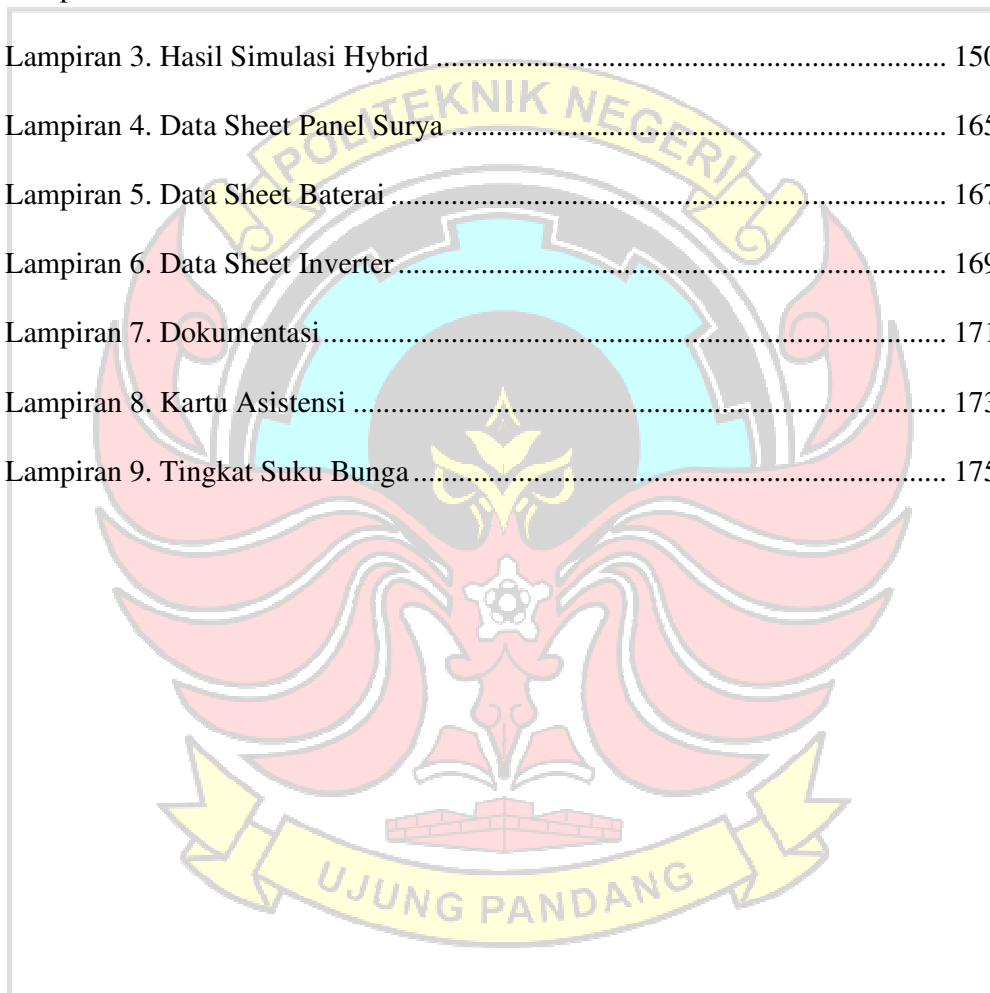 Lampiran 3. Hasil Simulasi Hybrid ........................................................................ 150
POLITEKNIK NEGERI
Lampiran 4. Data Sheet Panel Surya ...................................................................... 165
Lampiran 5. Data Sheet Baterai ............................................................................. 167
Lampiran 6. Data Sheet Inverter ............................................................................ 169
Lampiran 7. Dokumentasi ...................................................................................... 171
Lampiran 8. Kartu Asistensi .................................................................................. 173
Lampiran 9. Tingkat Suku Bunga .......................................................................... 175
UJUNG PANDANG